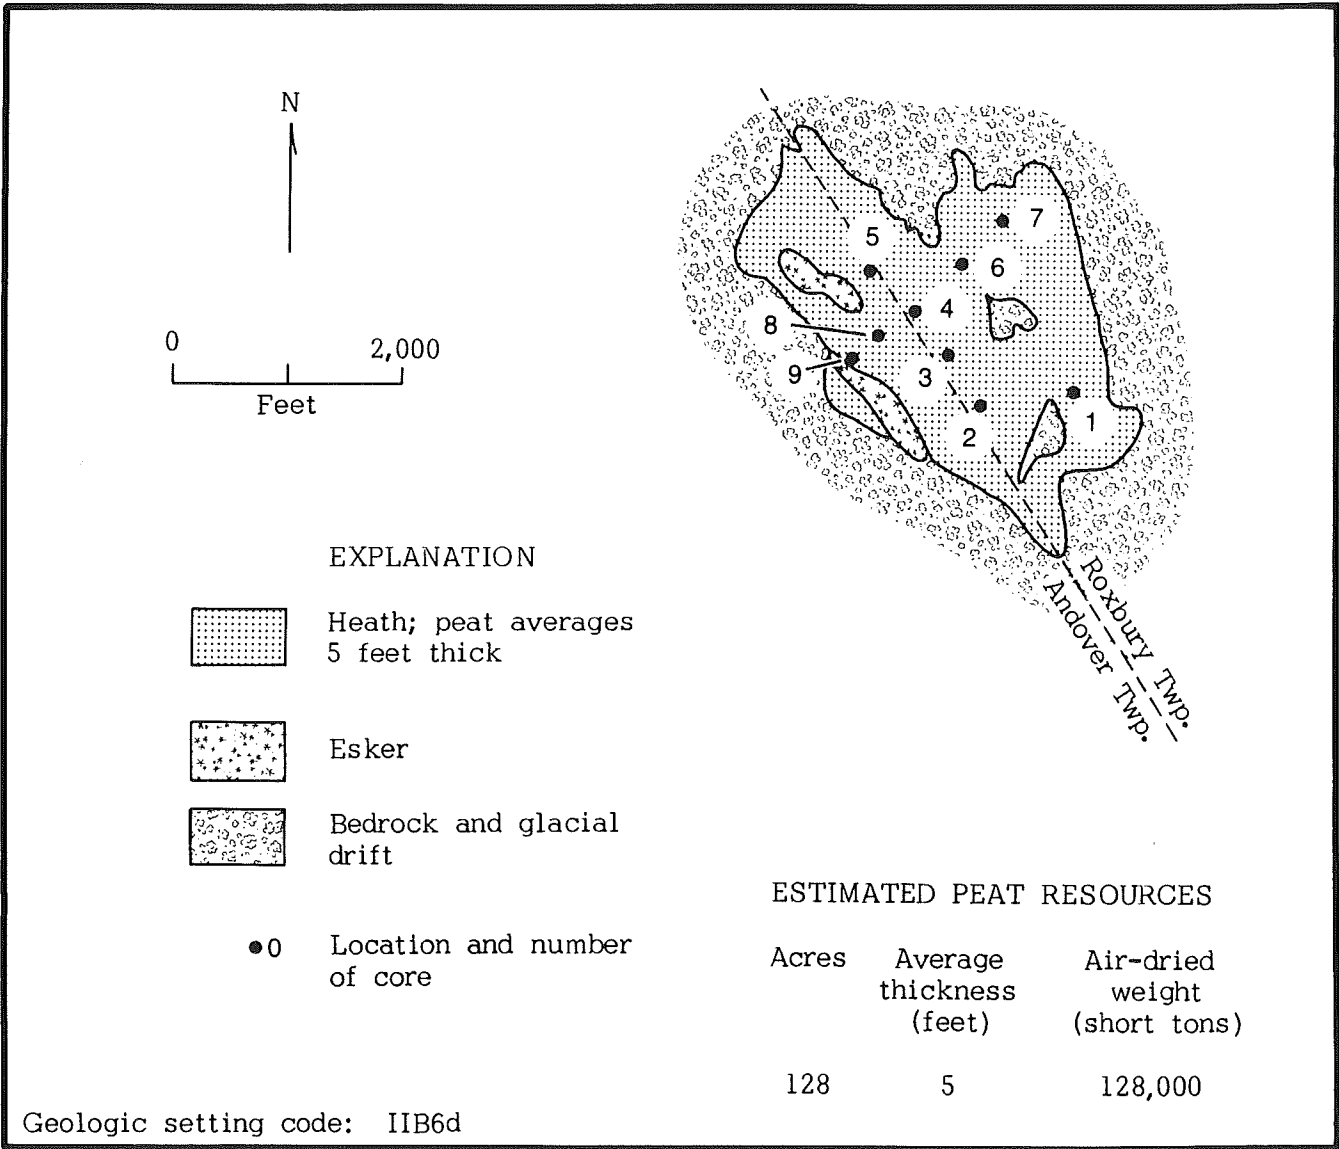 N
0 2,000
Feet
5
7
6
4
8
9
3
2
1
Roxbury Twp.
Andover Twp.
EXPLANATION
Heath; peat averages
5 feet thick
Esker
Bedrock and glacial
drift
0 Location and number
of core
ESTIMATED PEAT RESOURCES
Acres Average Air-dried
thickness weight
(feet) (short tons)
128 5 128,000
Geologic setting code: IIB6d